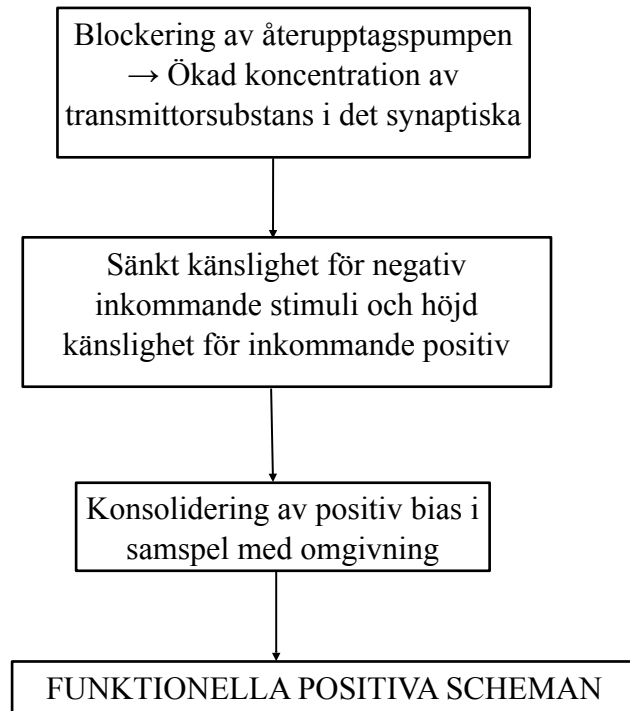 Blockering av återupptagspumpen
→ Ökad koncentration av
transmittorsubstans i det synaptiska
Sänkt känslighet för negativ
inkommande stimuli och höjd
känslighet för inkommande positiv
Konsolidering av positiv bias i
samspel med omgivning
FUNKTIONELLA POSITIVA SCHEMAN